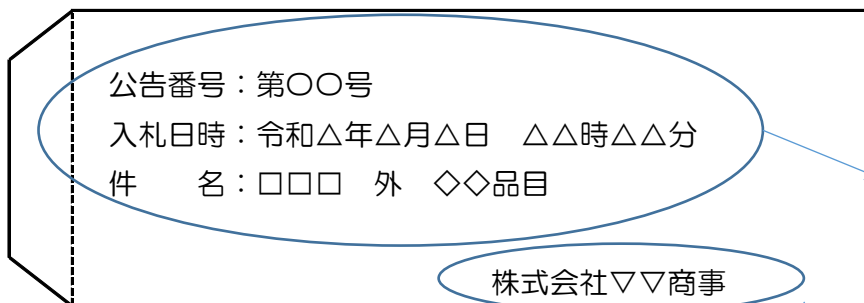 公告番号：第〇〇号
入札日時：令和△年△月△日　△△時△△分
件　　名：□□□　外　◇◇品目
株式会社▽▽商事